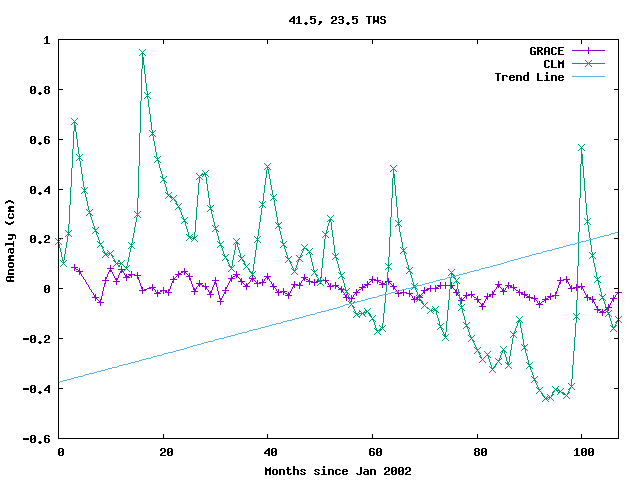 41.5, 23.5 TWS
GRACE
CLM
Trend Line
1
0.8
0.6
0.4
0.2
0
-0.2
-0.4
-0.6
Anomaly (cm)
0 20 40 60 80 100
Months since Jan 2002